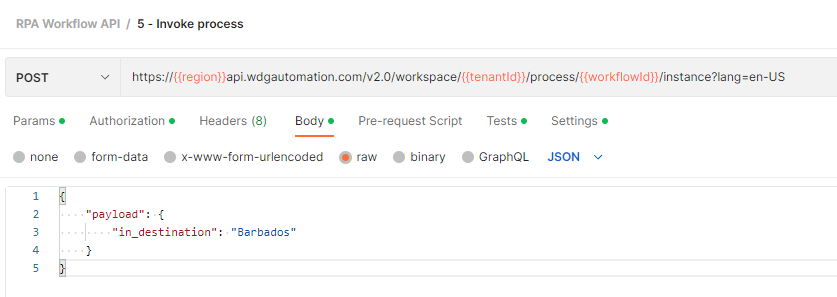 RPA Workflow API / 5 - Invoke process
POST https://{{region}}api.wdgautomation.com/v2.0/workspace/{{tenantId}}/process/{{workflowId}}/instance?lang=en-US
Params Authorization Headers (8) Body Pre-request Script Tests Settings
none form-data x-www-form-urlencoded raw binary GraphQL JSON
1 {
2 "payload": {
3 "in_destination": "Barbados"
4 }
5 }